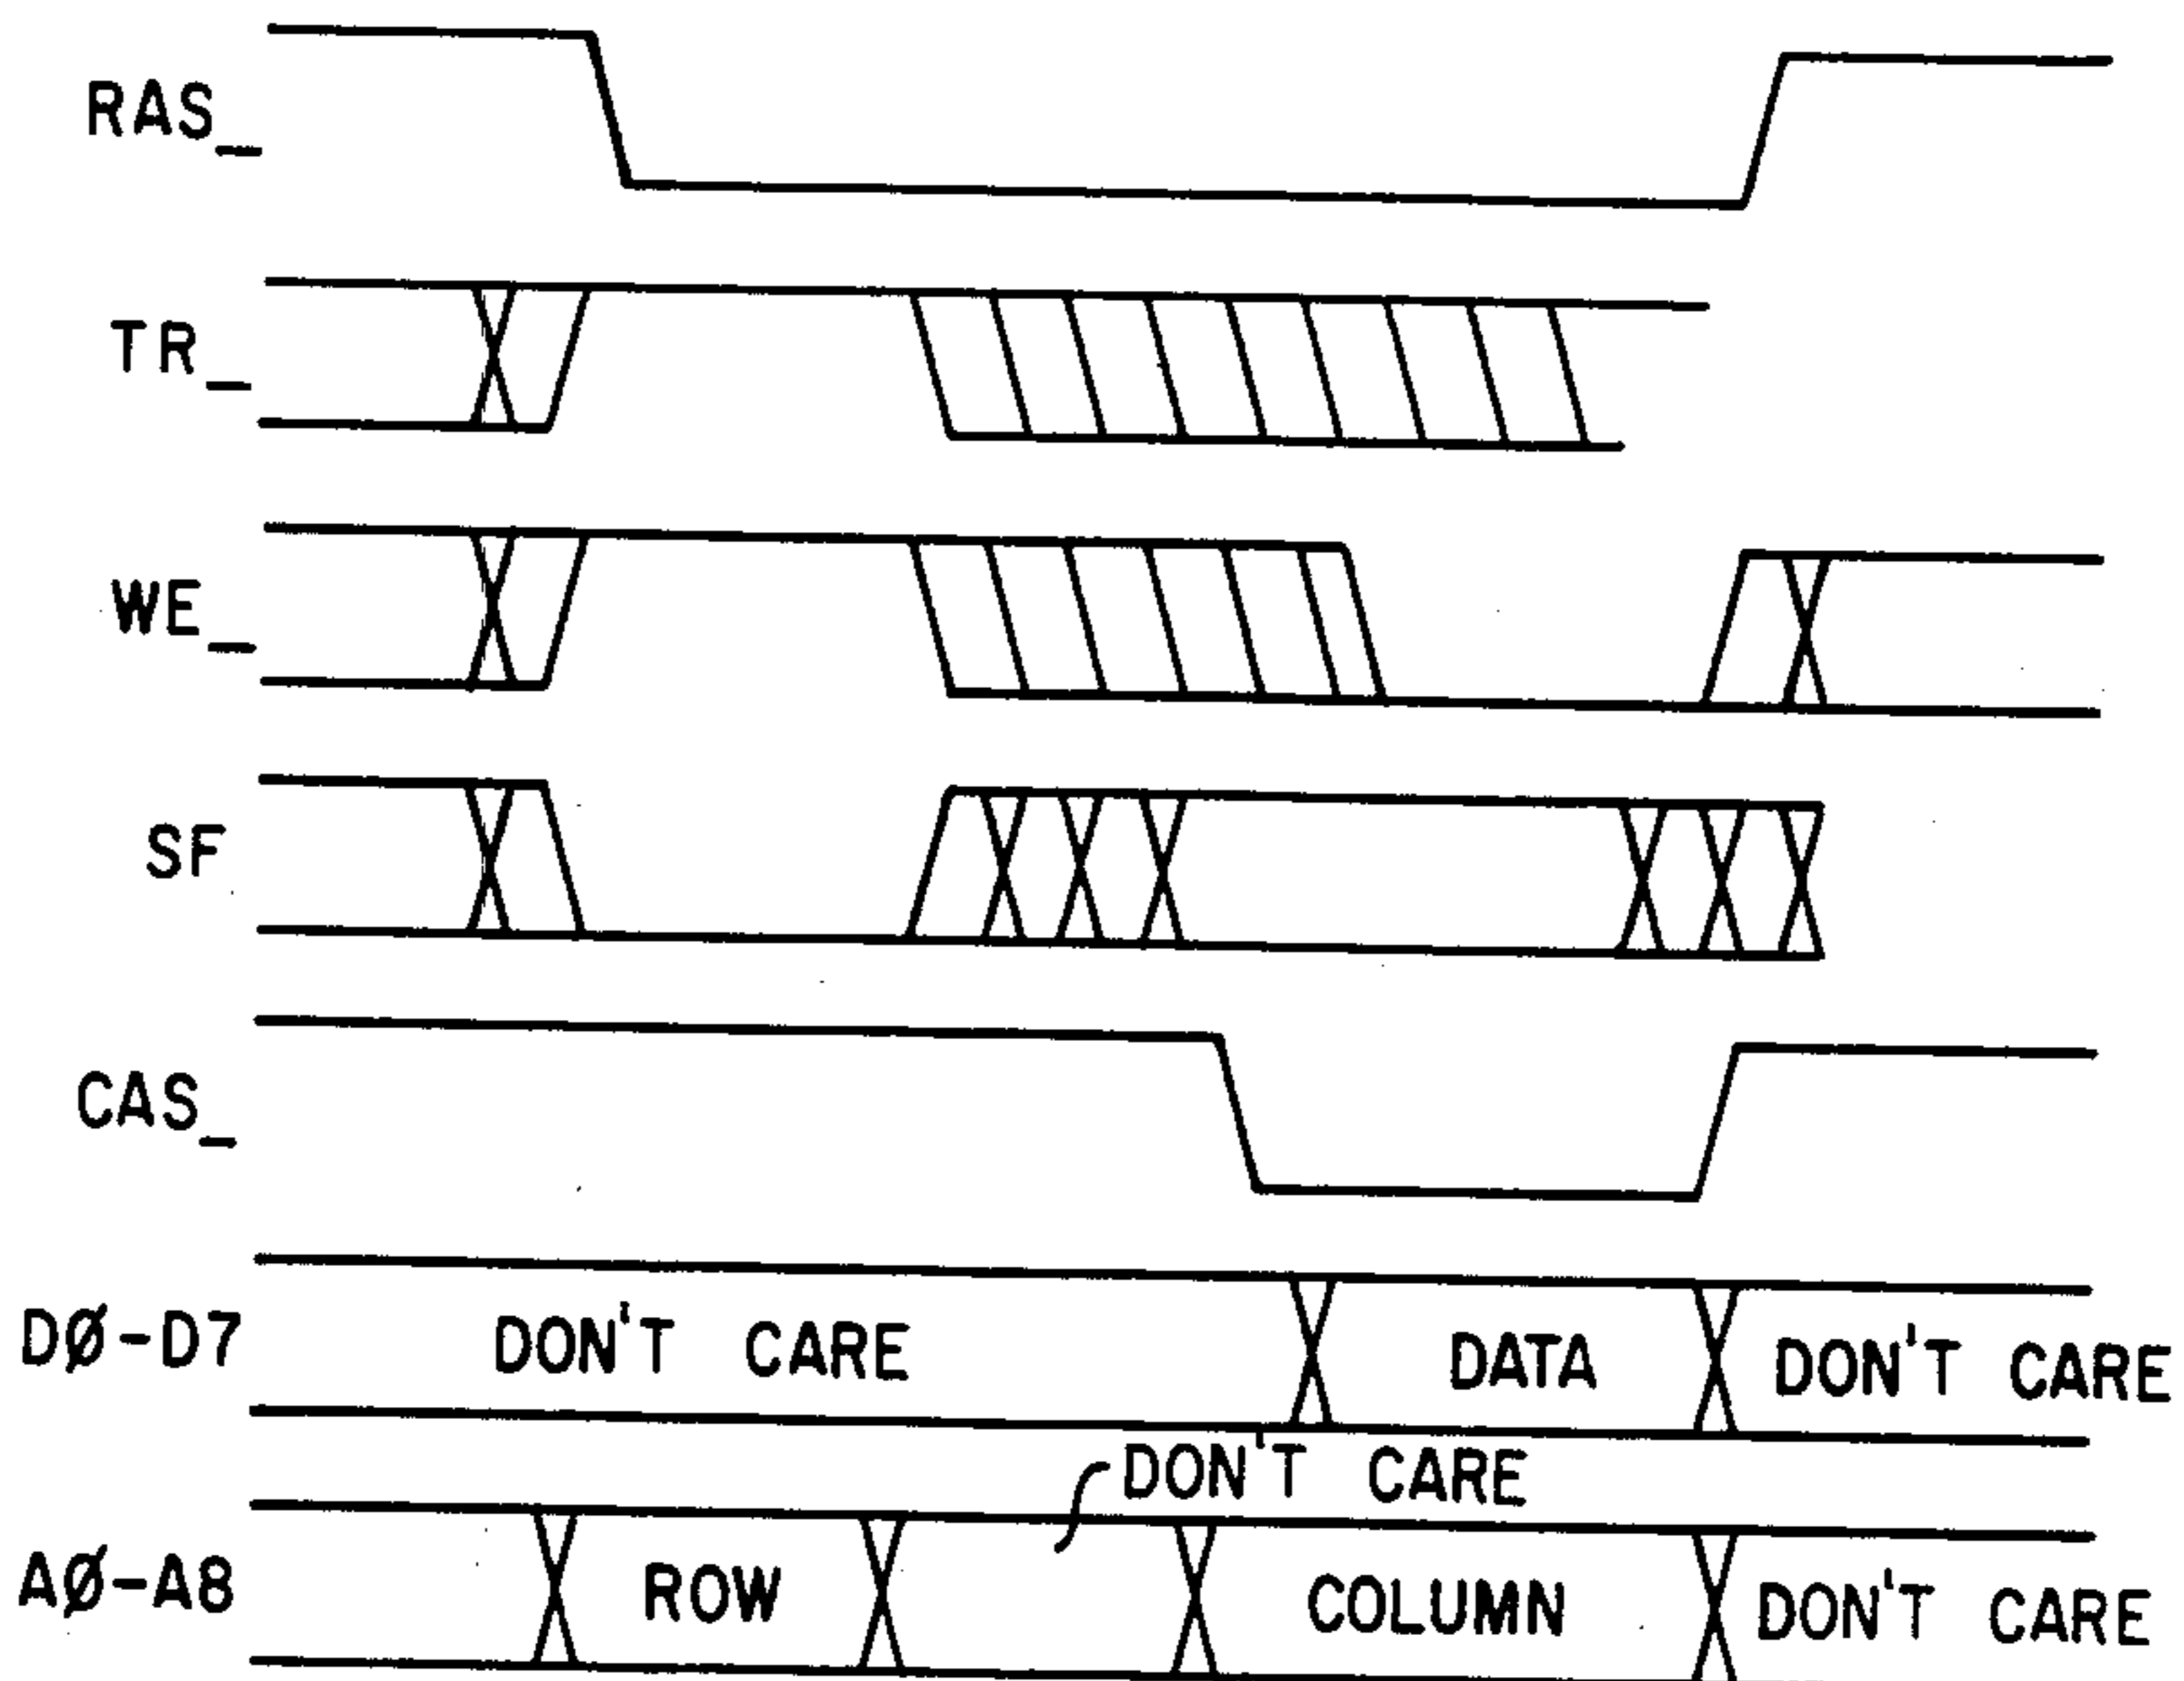 RAS_
TR_
WE_
SF
CAS_
DØ-D7 DON'T CARE DATA DON'T CARE
DON'T CARE
AØ-A8 ROW COLUMN DON'T CARE